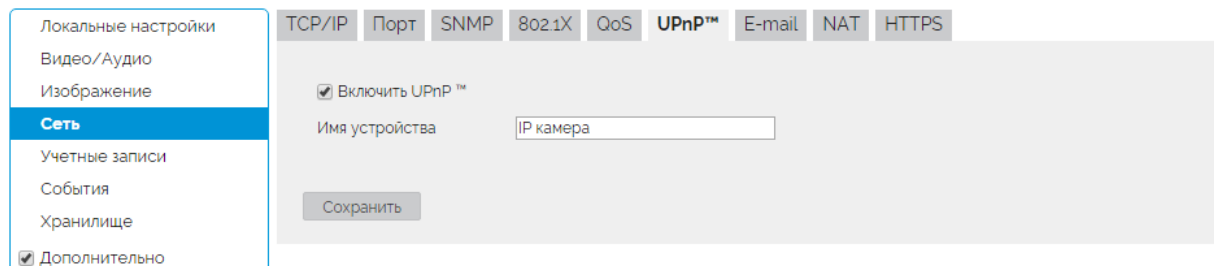 Локальные настройки
Видео/Аудио
Изображение
Сеть
Учетные записи
События
Хранилище
Дополнительно
TCP/IP Порт SNMP 802.1X QoS UPnP™ E-mail NAT HTTPS
Включить UPnP ™
Имя устройства IP камера
Сохранить